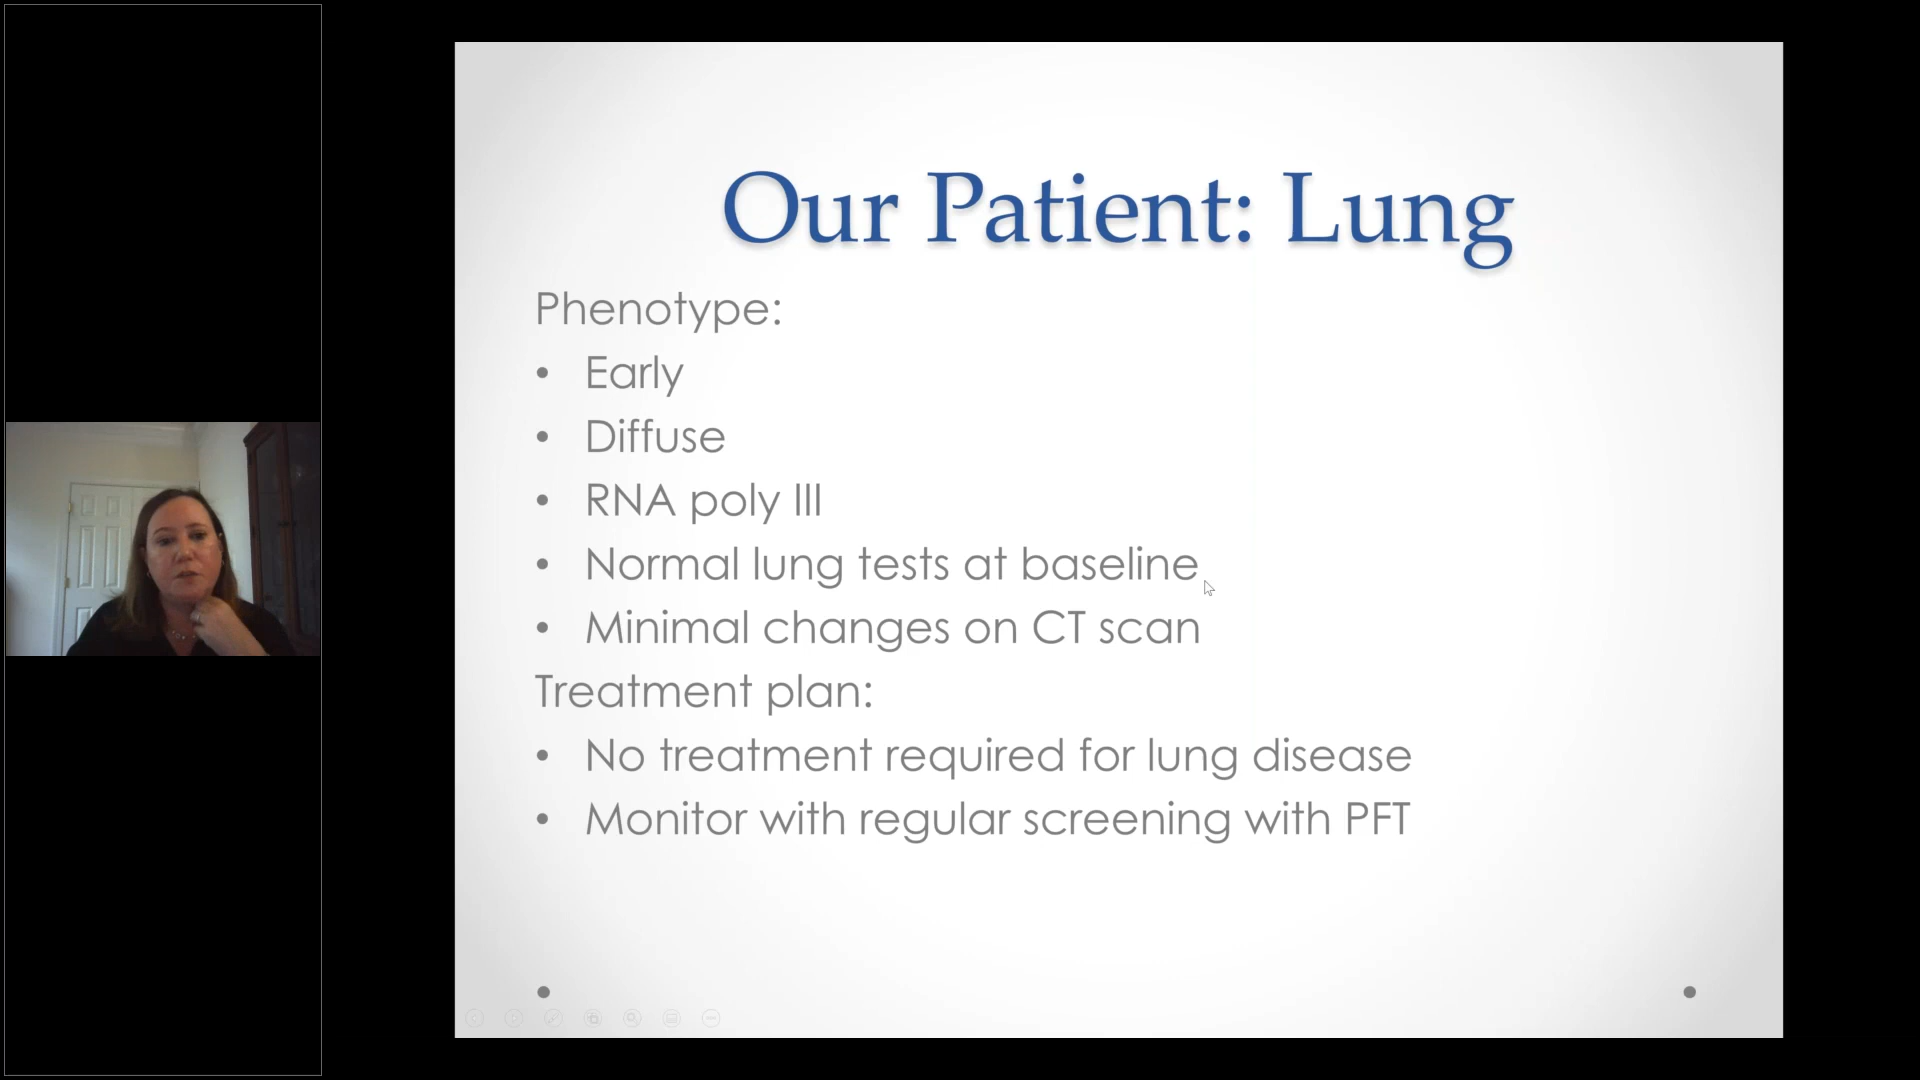 Our Patient: Lung
Phenotype:
• Early
• Diffuse
• RNA poly III
• Normal lung tests at baseline
• Minimal changes on CT scan
Treatment plan:
• No treatment required for lung disease
• Monitor with regular screening with PFT